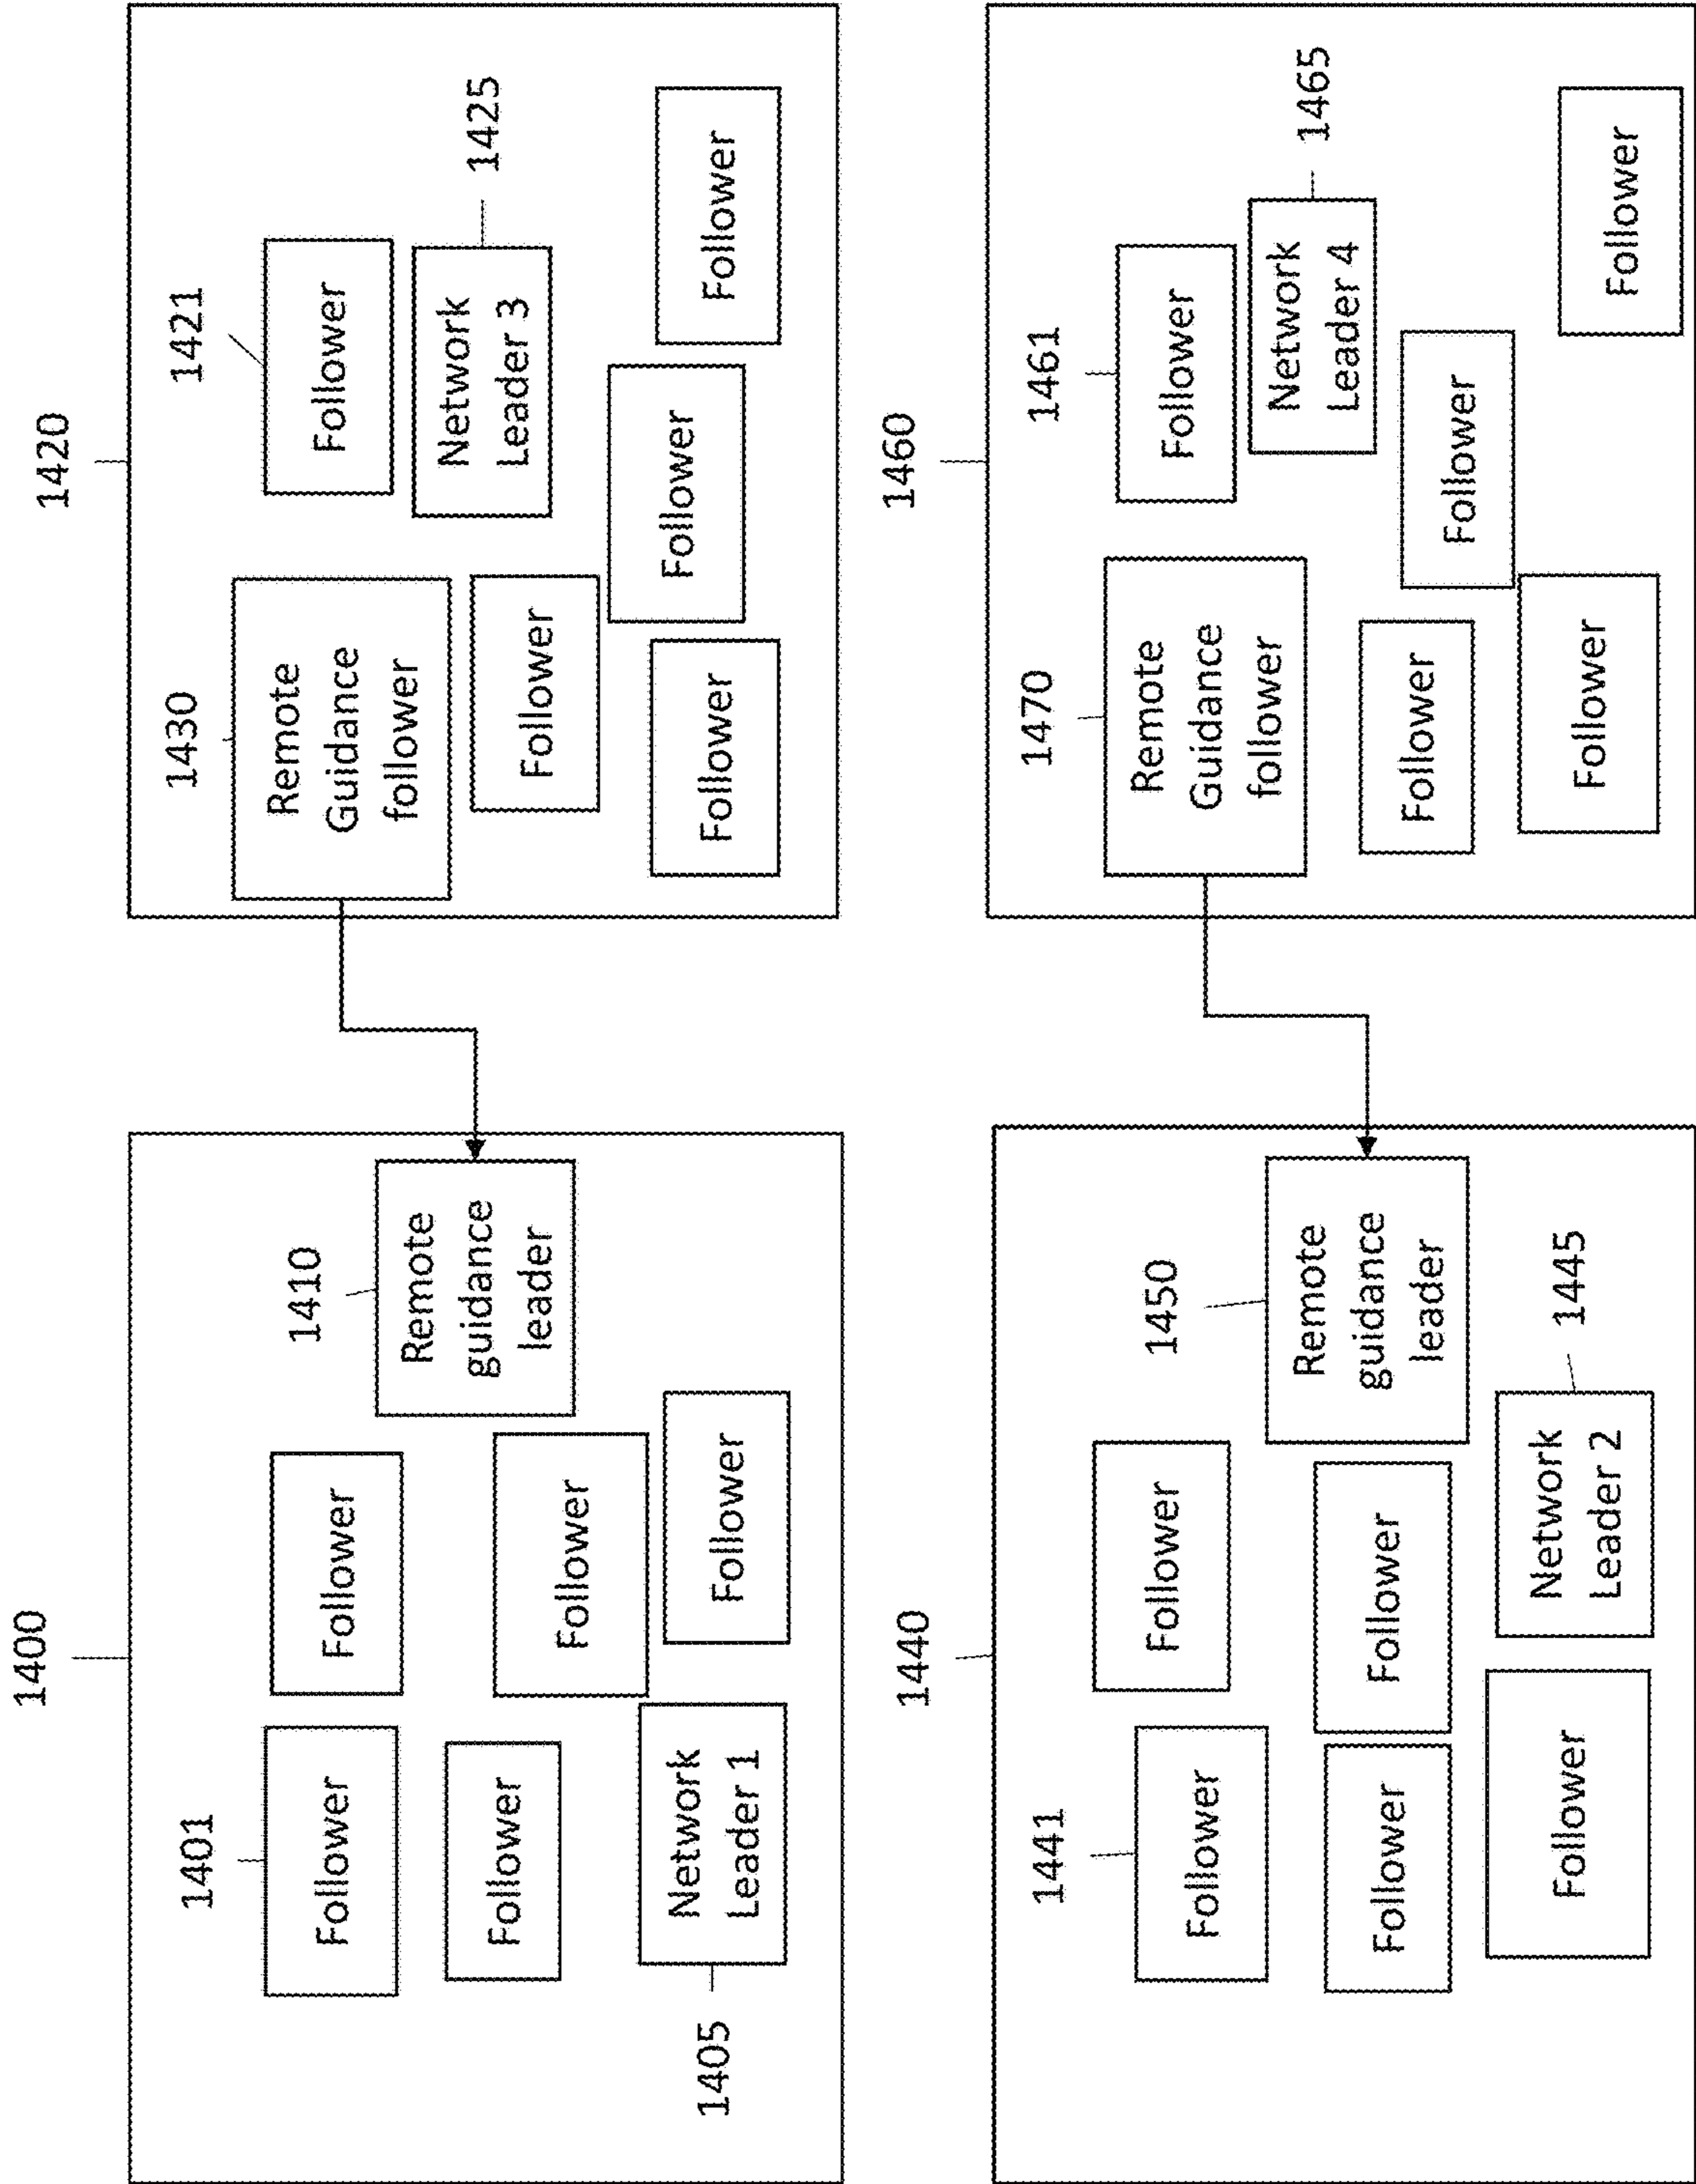 1400
1401
Follower
Follower
1410
Remote
guidance
leader
Follower
Follower
Follower
1405
Network
Leader 1
1420
1430
Remote
Guidance
follower
1421
Follower
Network
Leader 3
1425
Follower
Follower
Follower
Follower
1440
1441
Follower
Follower
1450
Remote
guidance
leader
Follower
Follower
Follower
Network
Leader 2
1445
1460
1470
Remote
Guidance
follower
1461
Follower
Network
Leader 4
1465
Follower
Follower
Follower
Follower